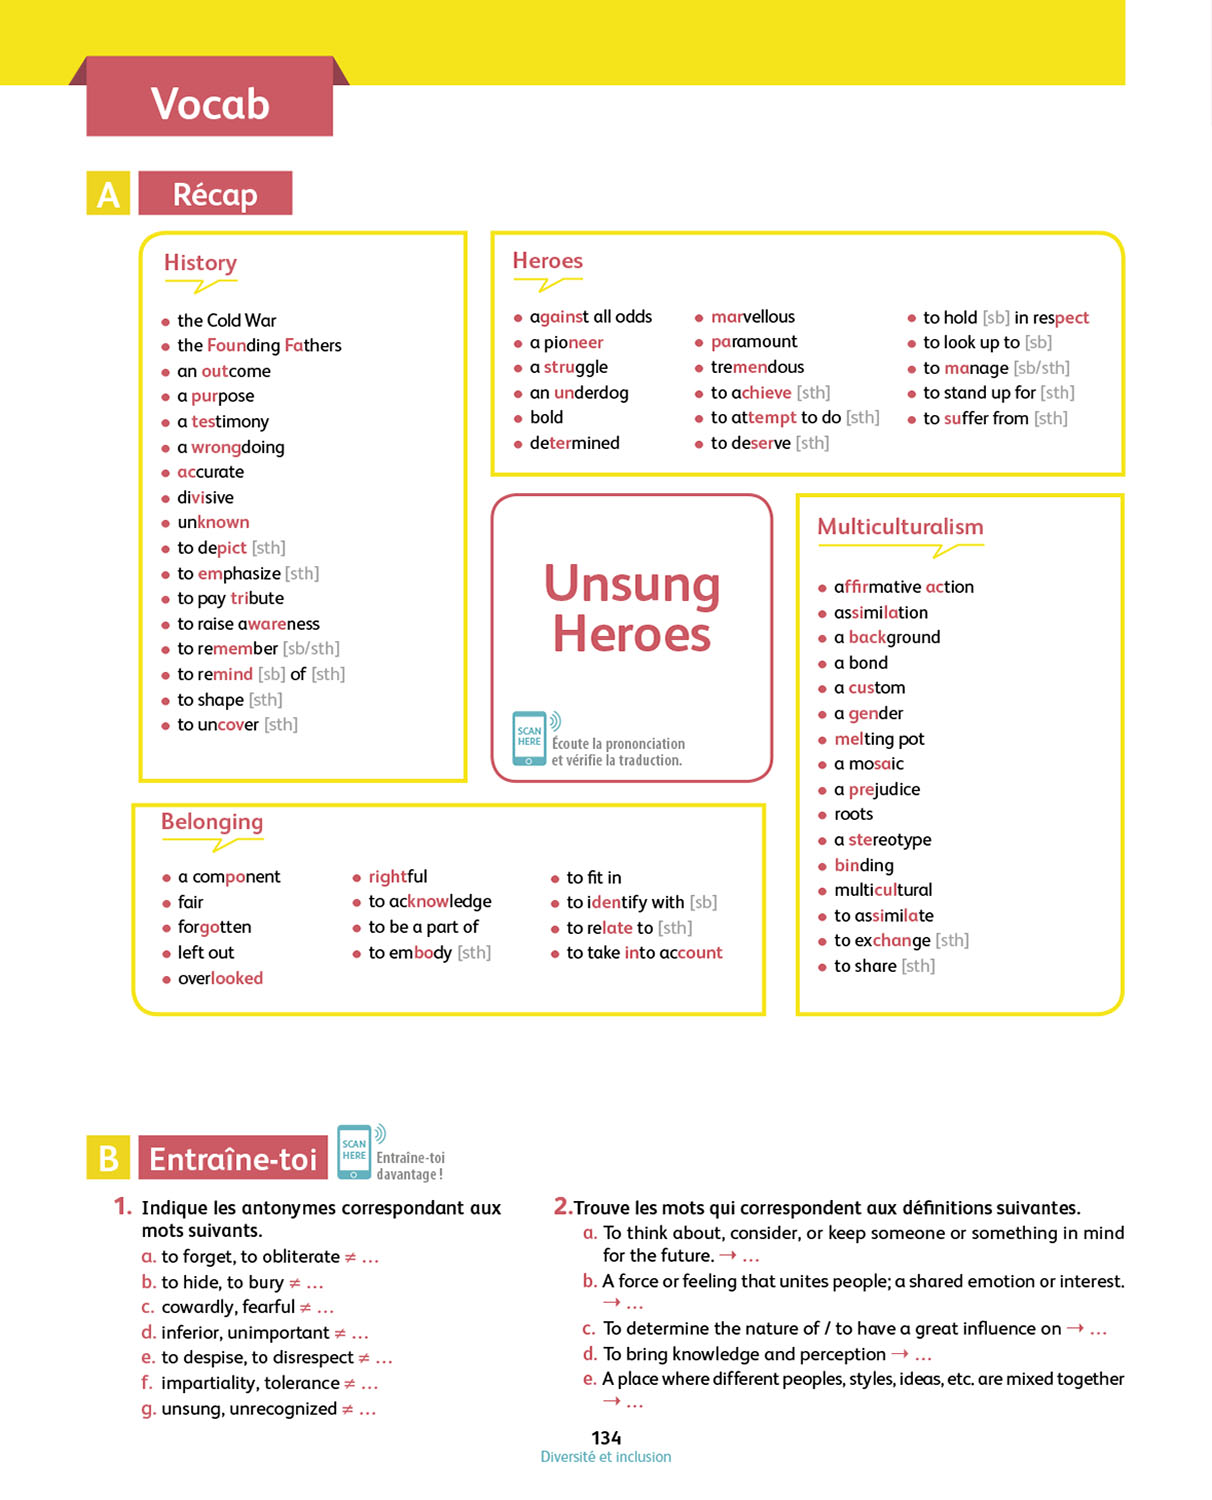 Vocab
A Récap
History
• the Cold War
• the Founding Fathers
• an outcome
• a purpose
• a testimony
• a wrongdoing
• accurate
• divisive
• unknown
• to depict [sth]
• to emphasize [sth]
• to pay tribute
• to raise awareness
• to remember [sb/sth]
• to remind [sb] of [sth]
• to shape [sth]
• to uncover [sth]
Heroes
• against all odds
• a pioneer
• a struggle
• an underdog
• bold
• determined
• marvellous
• paramount
• tremendous
• to achieve [sth]
• to attempt to do [sth]
• to deserve [sth]
• to hold [sb] in respect
• to look up to [sb]
• to manage [sb/sth]
• to stand up for [sth]
• to suffer from [sth]
Unsung
Heroes
SCAN
HERE
Écoute la prononciation
et vérifie la traduction.
Multiculturalism
• affirmative action
• assimilation
• a background
• a bond
• a custom
• a gender
• melting pot
• a mosaic
• a prejudice
• roots
• a stereotype
• binding
• multicultural
• to assimilate
• to exchange [sth]
• to share [sth]
Belonging
• a component
• fair
• forgotten
• left out
• overlooked
• rightful
• to acknowledge
• to be a part of
• to embody [sth]
• to fit in
• to identify with [sb]
• to relate to [sth]
• to take into account
B Entraîne-toi
SCAN
HERE
Entraîne-toi
davantage !
1. Indique les antonymes correspondant aux
mots suivants.
a. to forget, to obliterate ≠ …
b. to hide, to bury ≠ …
c. cowardly, fearful ≠ …
d. inferior, unimportant ≠ …
e. to despise, to disrespect ≠ …
f. impartiality, tolerance ≠ …
g. unsung, unrecognized ≠ …
2. Trouve les mots qui correspondent aux définitions suivantes.
a. To think about, consider, or keep someone or something in mind
for the future. → …
b. A force or feeling that unites people; a shared emotion or interest.
→ …
c. To determine the nature of / to have a great influence on → …
d. To bring knowledge and perception → …
e. A place where different peoples, styles, ideas, etc. are mixed together
→ …
134
Diversité et inclusion